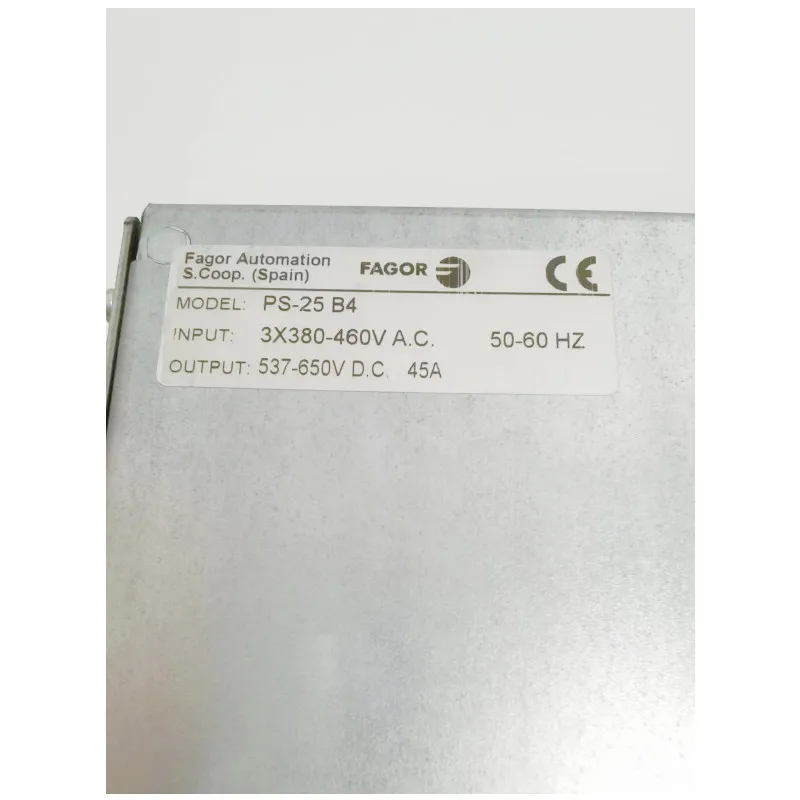 Fagor Automation
S.Coop. (Spain)
FAGOR
CE
MODEL: PS-25 B4
INPUT: 3X380-460V A.C. 50-60 HZ
OUTPUT: 537-650V D.C. 45A